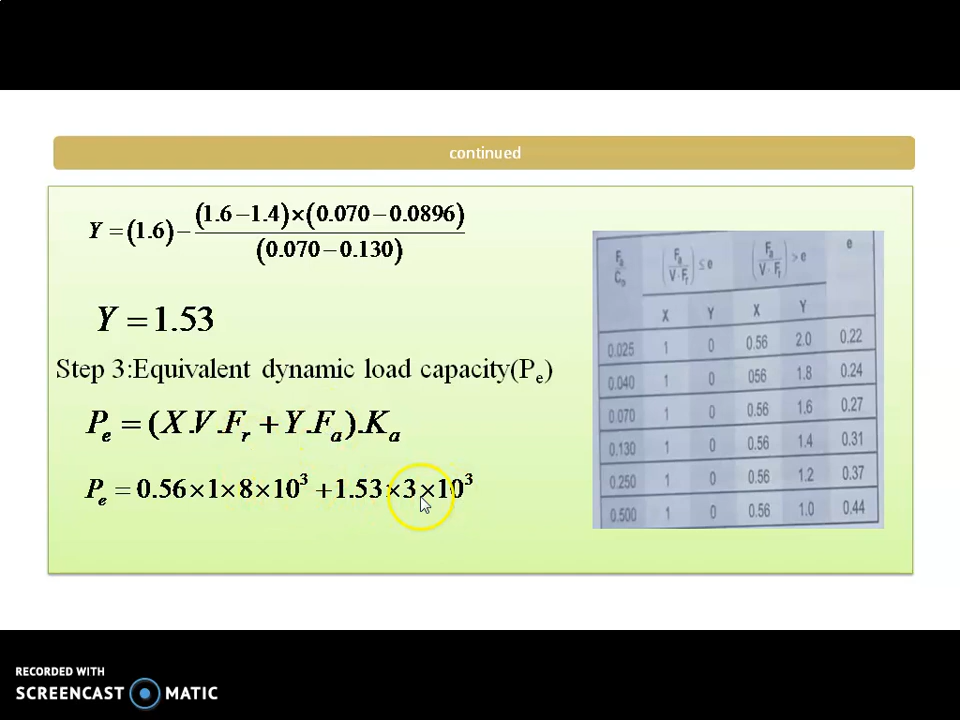 continued
Y = (1.6) − (1.6 − 1.4) × (0.070 − 0.0896) / (0.070 − 0.130)
Y = 1.53
Step 3:Equivalent dynamic load capacity(Pe)
Pe = (X.V.Fr + Y.Fa).Ka
Pe = 0.56×1×8×10³ + 1.53×3×10³
Fa/Co (Fa/V·Fr) ≤ e (Fa/V·Fr) > e e
X Y X Y
0.025 1 0 0.56 2.0 0.22
0.040 1 0 056 1.8 0.24
0.070 1 0 0.56 1.6 0.27
0.130 1 0 0.56 1.4 0.31
0.250 1 0 0.56 1.2 0.37
0.500 1 0 0.56 1.0 0.44
RECORDED WITH
SCREENCAST MATIC